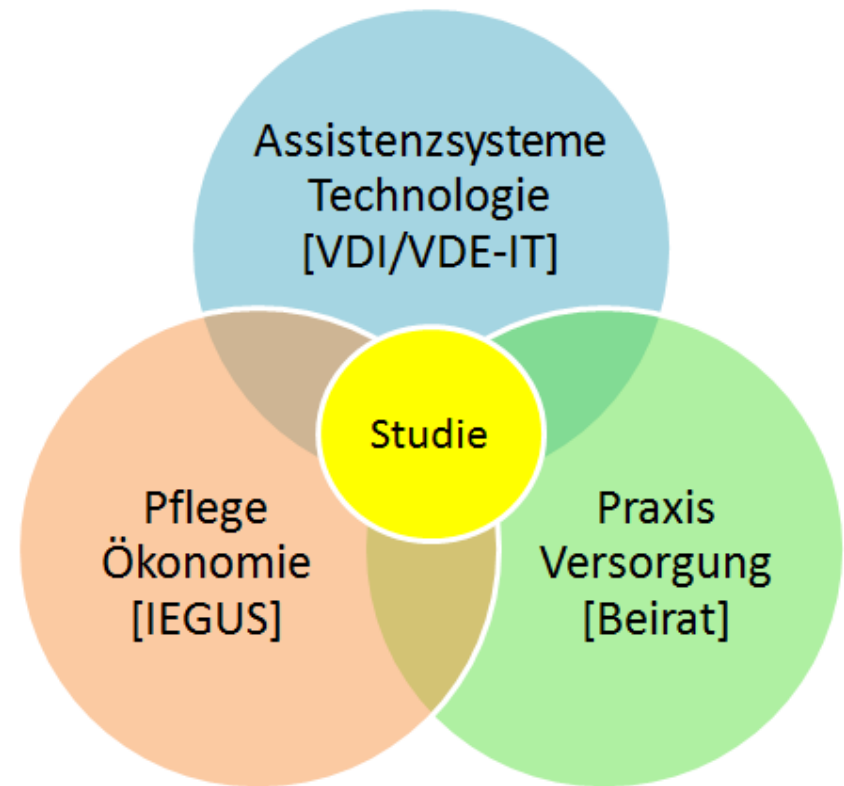 Assistenzsysteme
Technologie
[VDI/VDE-IT]
Studie
Pflege
Ökonomie
[IEGUS]
Praxis
Versorgung
[Beirat]